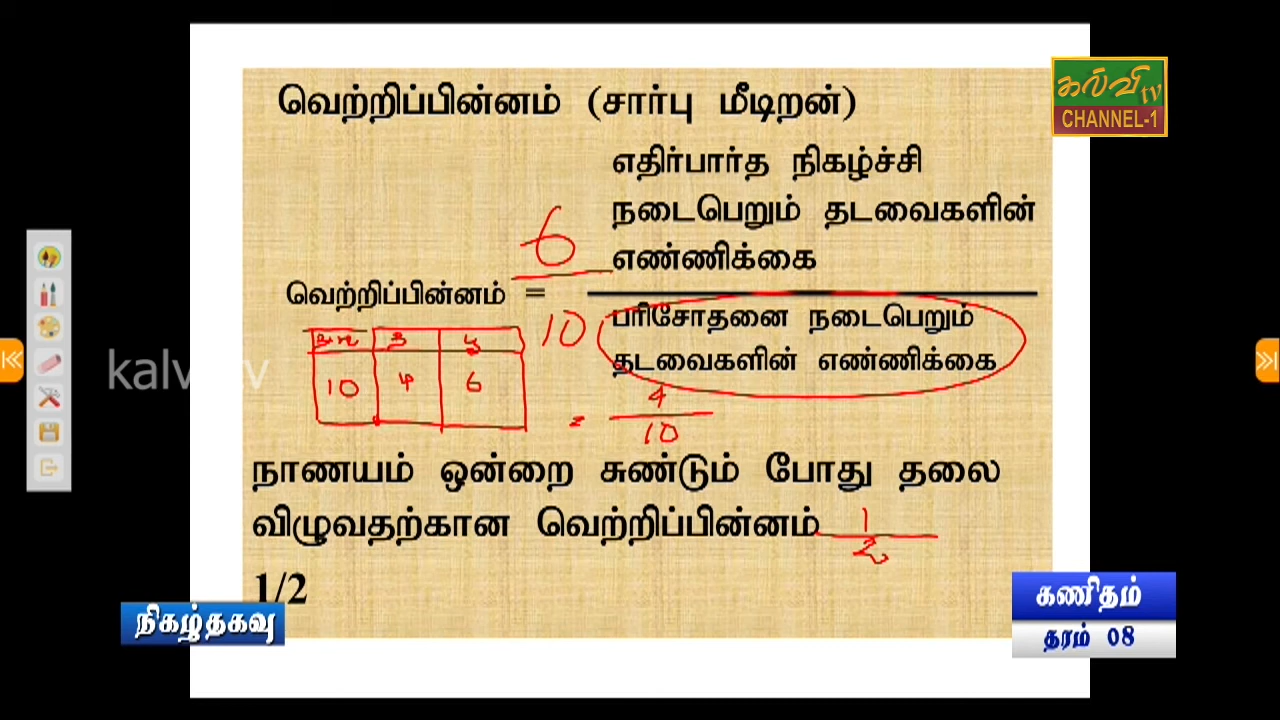 கல்வி tv
CHANNEL-1
வெற்றிப்பின்னம் (சார்பு மீடிறன்)
எதிர்பார்த நிகழ்ச்சி
நடைபெறும் தடவைகளின்
எண்ணிக்கை
6
வெற்றிப்பின்னம் =
10
பரிசோதனை நடைபெறும்
தடவைகளின் எண்ணிக்கை
kalvi tv
10 4 6
= 4
10
நாணயம் ஒன்றை சுண்டும் போது தலை
விழுவதற்கான வெற்றிப்பின்னம்
1
2
1/2
நிகழ்தகவு
கணிதம்
தரம் 08